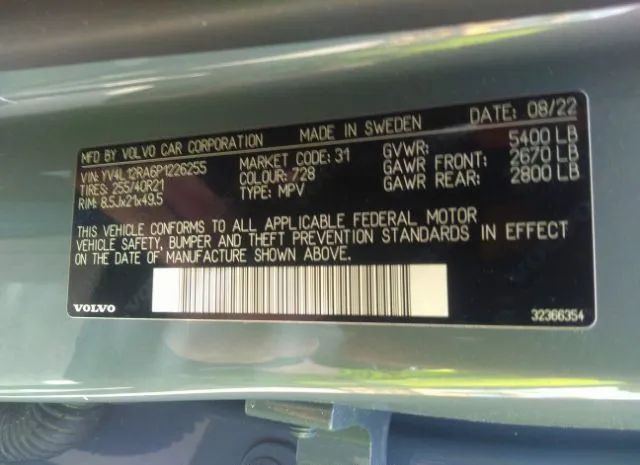 MFD BY VOLVO CAR CORPORATION MADE IN SWEDEN DATE: 08/22
VIN: YV4L12RA6P1226255 MARKET CODE: 31 GVWR: 5400 LB
TIRES: 255/40R21 COLOUR: 728 GAWR FRONT: 2670 LB
RIM: 8.5Jx21x49.5 TYPE: MPV GAWR REAR: 2800 LB
THIS VEHICLE CONFORMS TO ALL APPLICABLE FEDERAL MOTOR
VEHICLE SAFETY, BUMPER AND THEFT PREVENTION STANDARDS IN EFFECT
ON THE DATE OF MANUFACTURE SHOWN ABOVE.
VOLVO 32366354